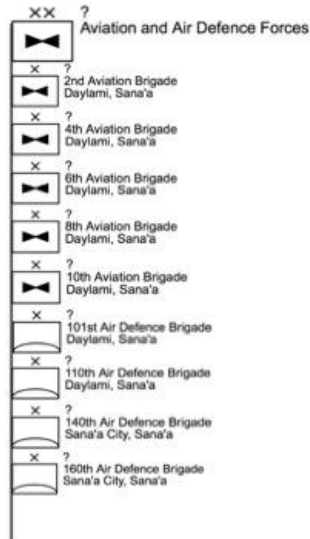 XX ?
Aviation and Air Defence Forces
X ?
2nd Aviation Brigade
Daylami, Sana'a
X ?
4th Aviation Brigade
Daylami, Sana'a
X ?
6th Aviation Brigade
Daylami, Sana'a
X ?
8th Aviation Brigade
Daylami, Sana'a
X ?
10th Aviation Brigade
Daylami, Sana'a
X ?
101st Air Defence Brigade
Daylami, Sana'a
X ?
110th Air Defence Brigade
Daylami, Sana'a
X ?
140th Air Defence Brigade
Sana'a City, Sana'a
X ?
160th Air Defence Brigade
Sana'a City, Sana'a